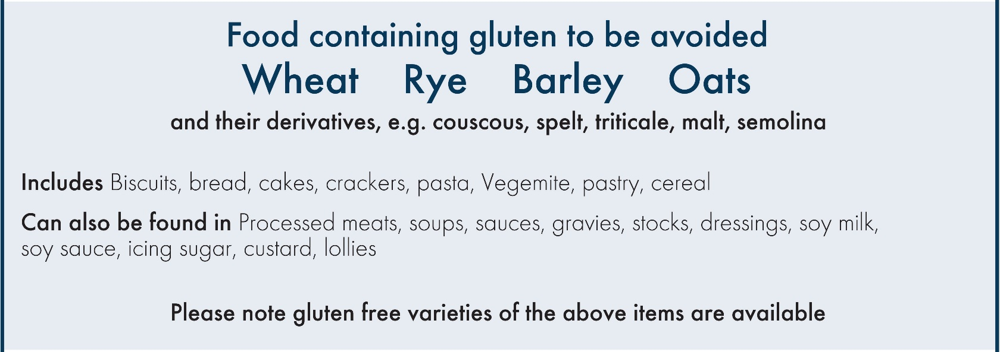 Food containing gluten to be avoided
Wheat Rye Barley Oats
and their derivatives, e.g. couscous, spelt, triticale, malt, semolina
Includes Biscuits, bread, cakes, crackers, pasta, Vegemite, pastry, cereal
Can also be found in Processed meats, soups, sauces, gravies, stocks, dressings, soy milk,
soy sauce, icing sugar, custard, lollies
Please note gluten free varieties of the above items are available